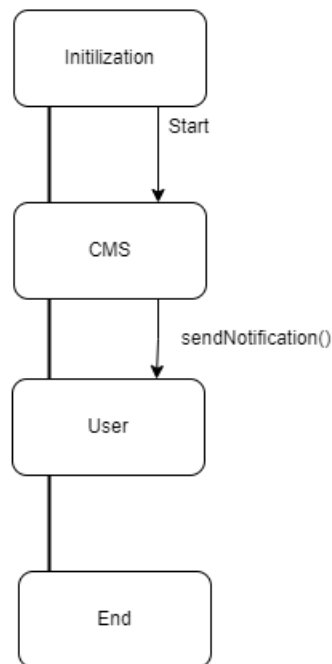 Initilization
Start
CMS
sendNotification()
User
End